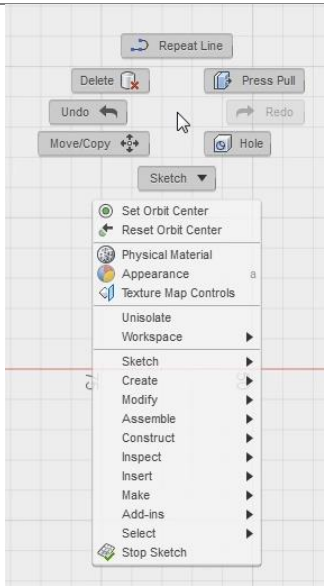 Repeat Line
Delete
Press Pull
Undo
Redo
Move/Copy
Hole
Sketch
Set Orbit Center
Reset Orbit Center
Physical Material
Appearance a
Texture Map Controls
Unisolate
Workspace
Sketch
Create
Modify
Assemble
Construct
Inspect
Insert
Make
Add-ins
Select
Stop Sketch